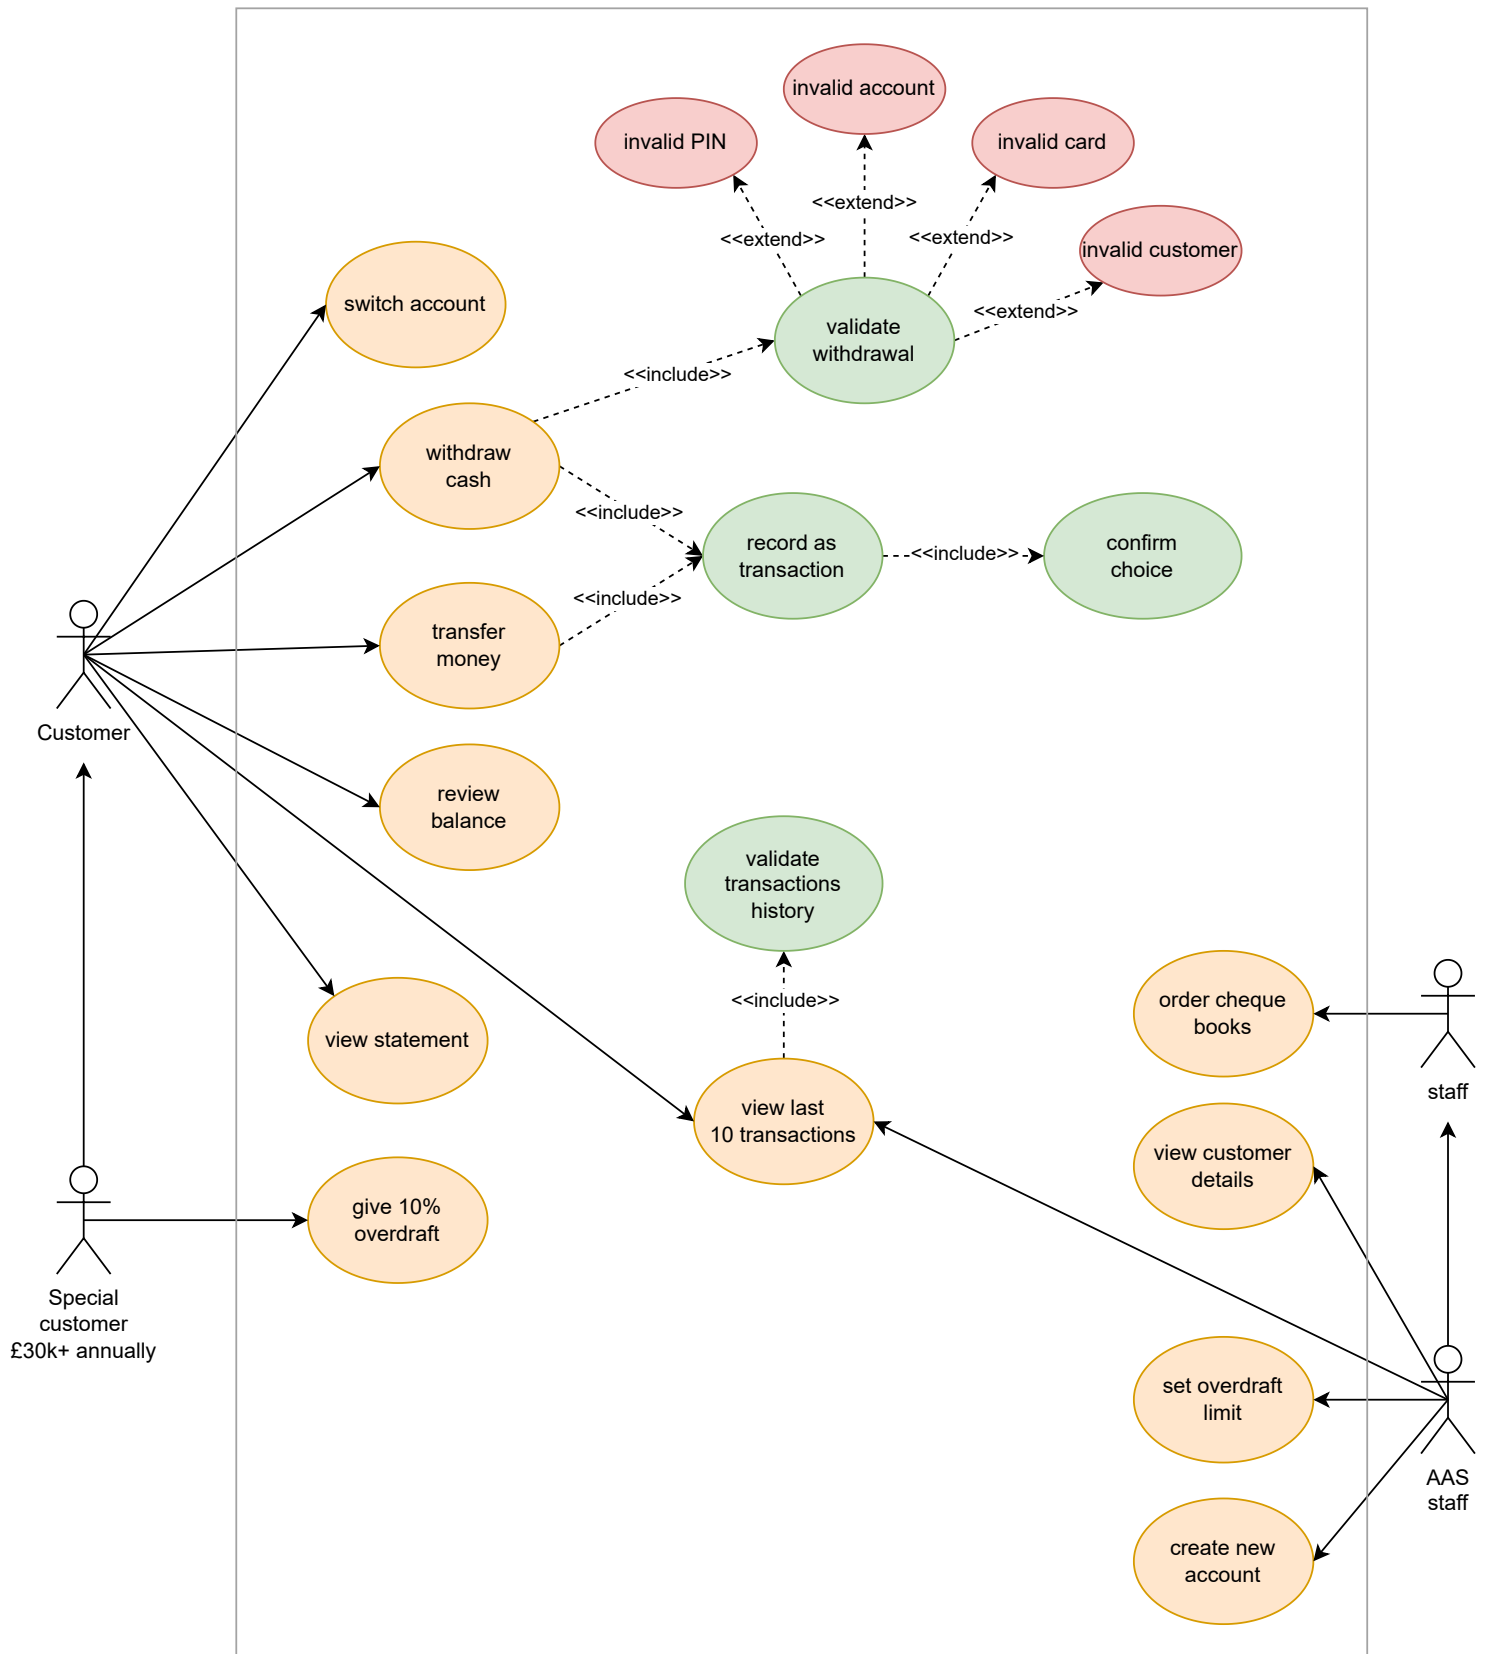 invalid account
invalid PIN
invalid card
<<extend>>
<<extend>>
<<extend>>
invalid customer
<<extend>>
switch account
validate
withdrawal
<<include>>
withdraw
cash
<<include>>
record as
transaction
<<include>>
confirm
choice
<<include>>
transfer
money
Customer
review
balance
validate
transactions
history
<<include>>
order cheque
books
view statement
staff
view last
10 transactions
view customer
details
give 10%
overdraft
Special
customer
£30k+ annually
set overdraft
limit
AAS
staff
create new
account